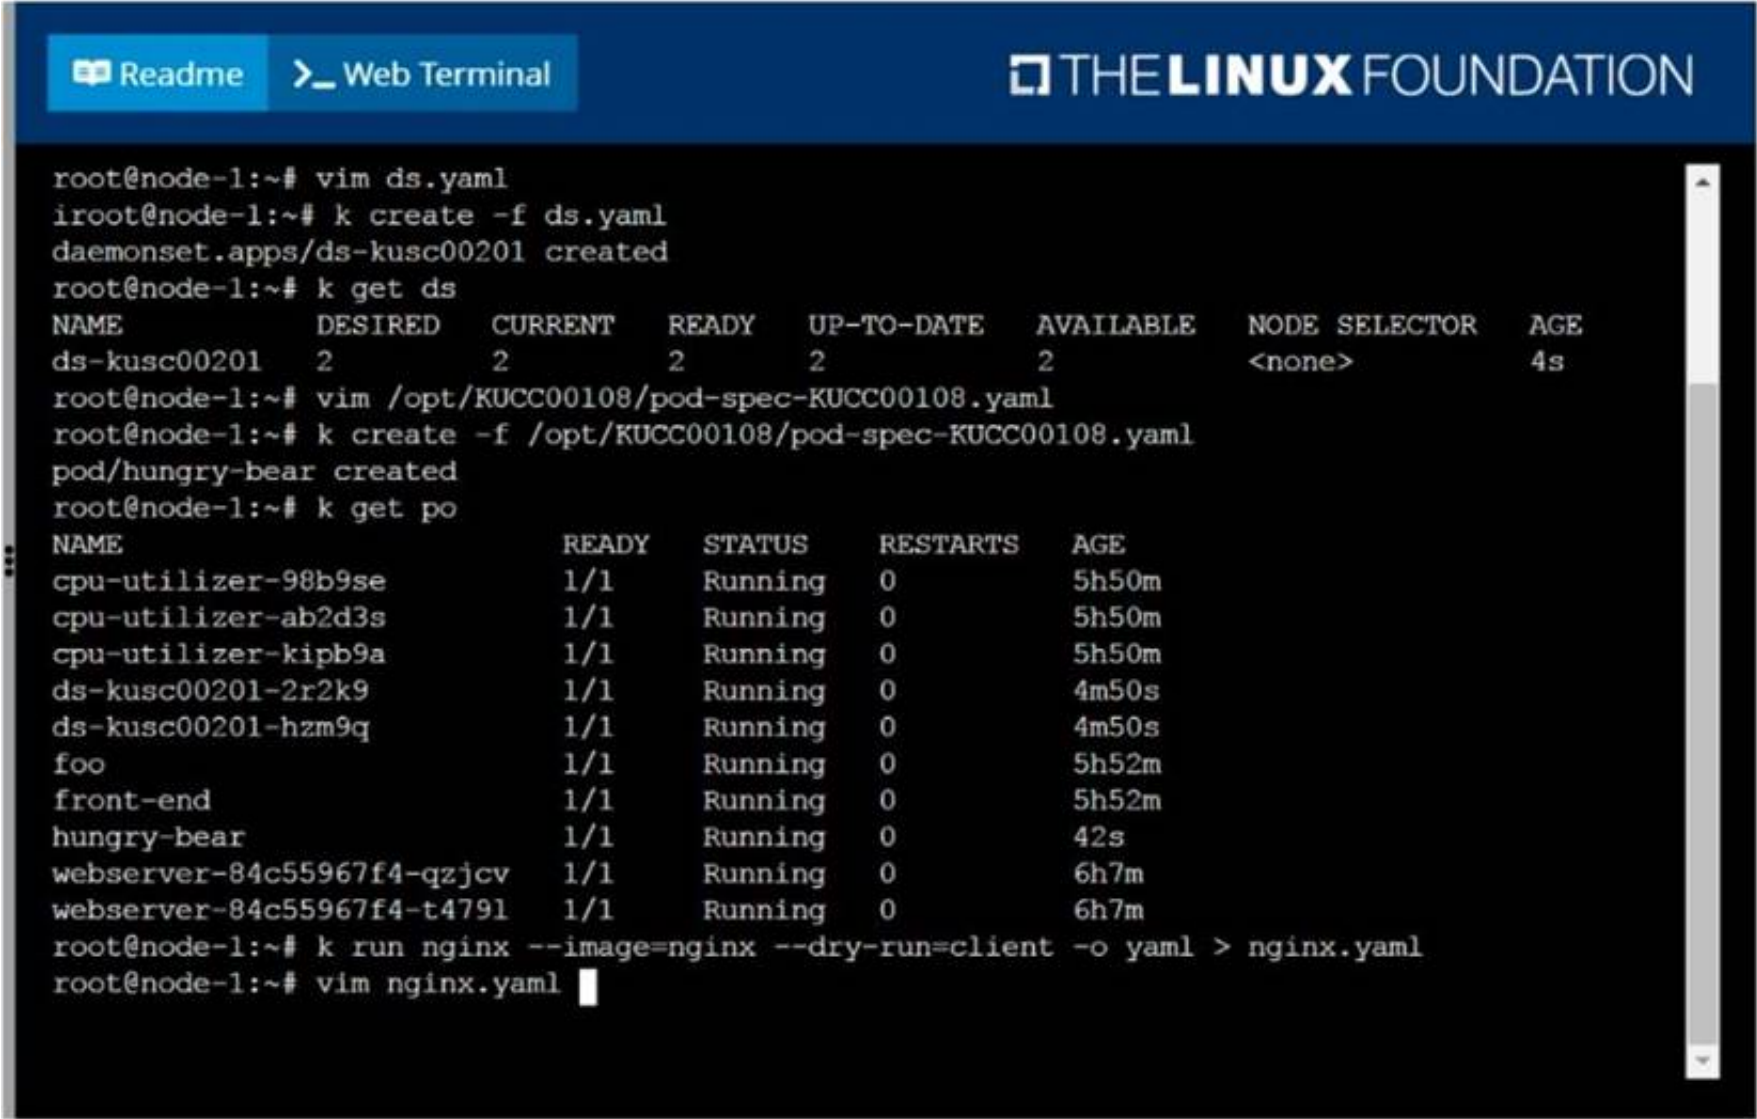 Readme >_ Web Terminal THE LINUX FOUNDATION
root@node-1:~# vim ds.yaml
iroot@node-1:~# k create -f ds.yaml
daemonset.apps/ds-kusc00201 created
root@node-1:~# k get ds
NAME DESIRED CURRENT READY UP-TO-DATE AVAILABLE NODE SELECTOR AGE
ds-kusc00201 2 2 2 2 2 <none> 4s
root@node-1:~# vim /opt/KUCC00108/pod-spec-KUCC00108.yaml
root@node-1:~# k create -f /opt/KUCC00108/pod-spec-KUCC00108.yaml
pod/hungry-bear created
root@node-1:~# k get po
NAME READY STATUS RESTARTS AGE
cpu-utilizer-98b9se 1/1 Running 0 5h50m
cpu-utilizer-ab2d3s 1/1 Running 0 5h50m
cpu-utilizer-kipb9a 1/1 Running 0 5h50m
ds-kusc00201-2r2k9 1/1 Running 0 4m50s
ds-kusc00201-hzm9q 1/1 Running 0 4m50s
foo 1/1 Running 0 5h52m
front-end 1/1 Running 0 5h52m
hungry-bear 1/1 Running 0 42s
webserver-84c55967f4-qzjcv 1/1 Running 0 6h7m
webserver-84c55967f4-t479l 1/1 Running 0 6h7m
root@node-1:~# k run nginx --image=nginx --dry-run=client -o yaml > nginx.yaml
root@node-1:~# vim nginx.yaml